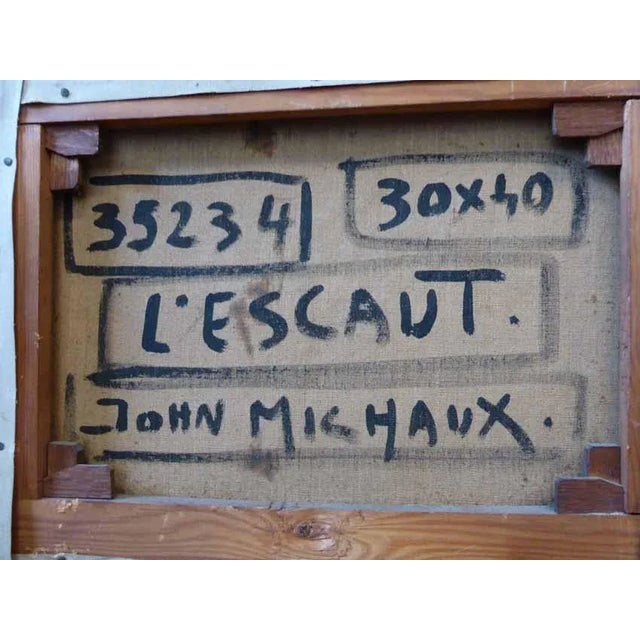 35234 30x40
L'ESCAUT.
JOHN MICHAUX.